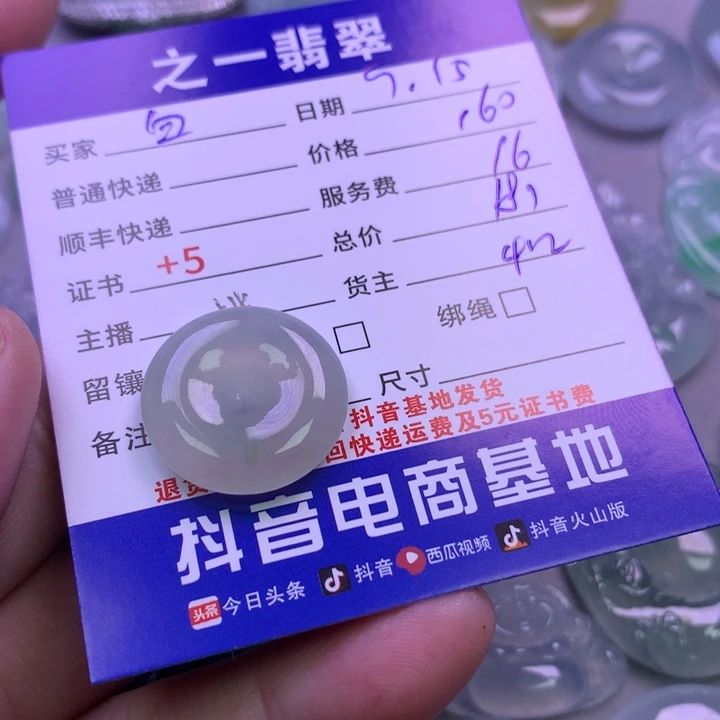 之一翡翠
买家 日期 9.15
普通快递 价格 160
顺丰快递 服务费 16
证书 +5 总价 181
主播 货主
留镶 □ 绑绳 □
备注 尺寸
抖音基地发货
退货 回快递运费及5元证书费
抖音电商基地
头条 今日头条 抖音 西瓜视频 抖音火山版